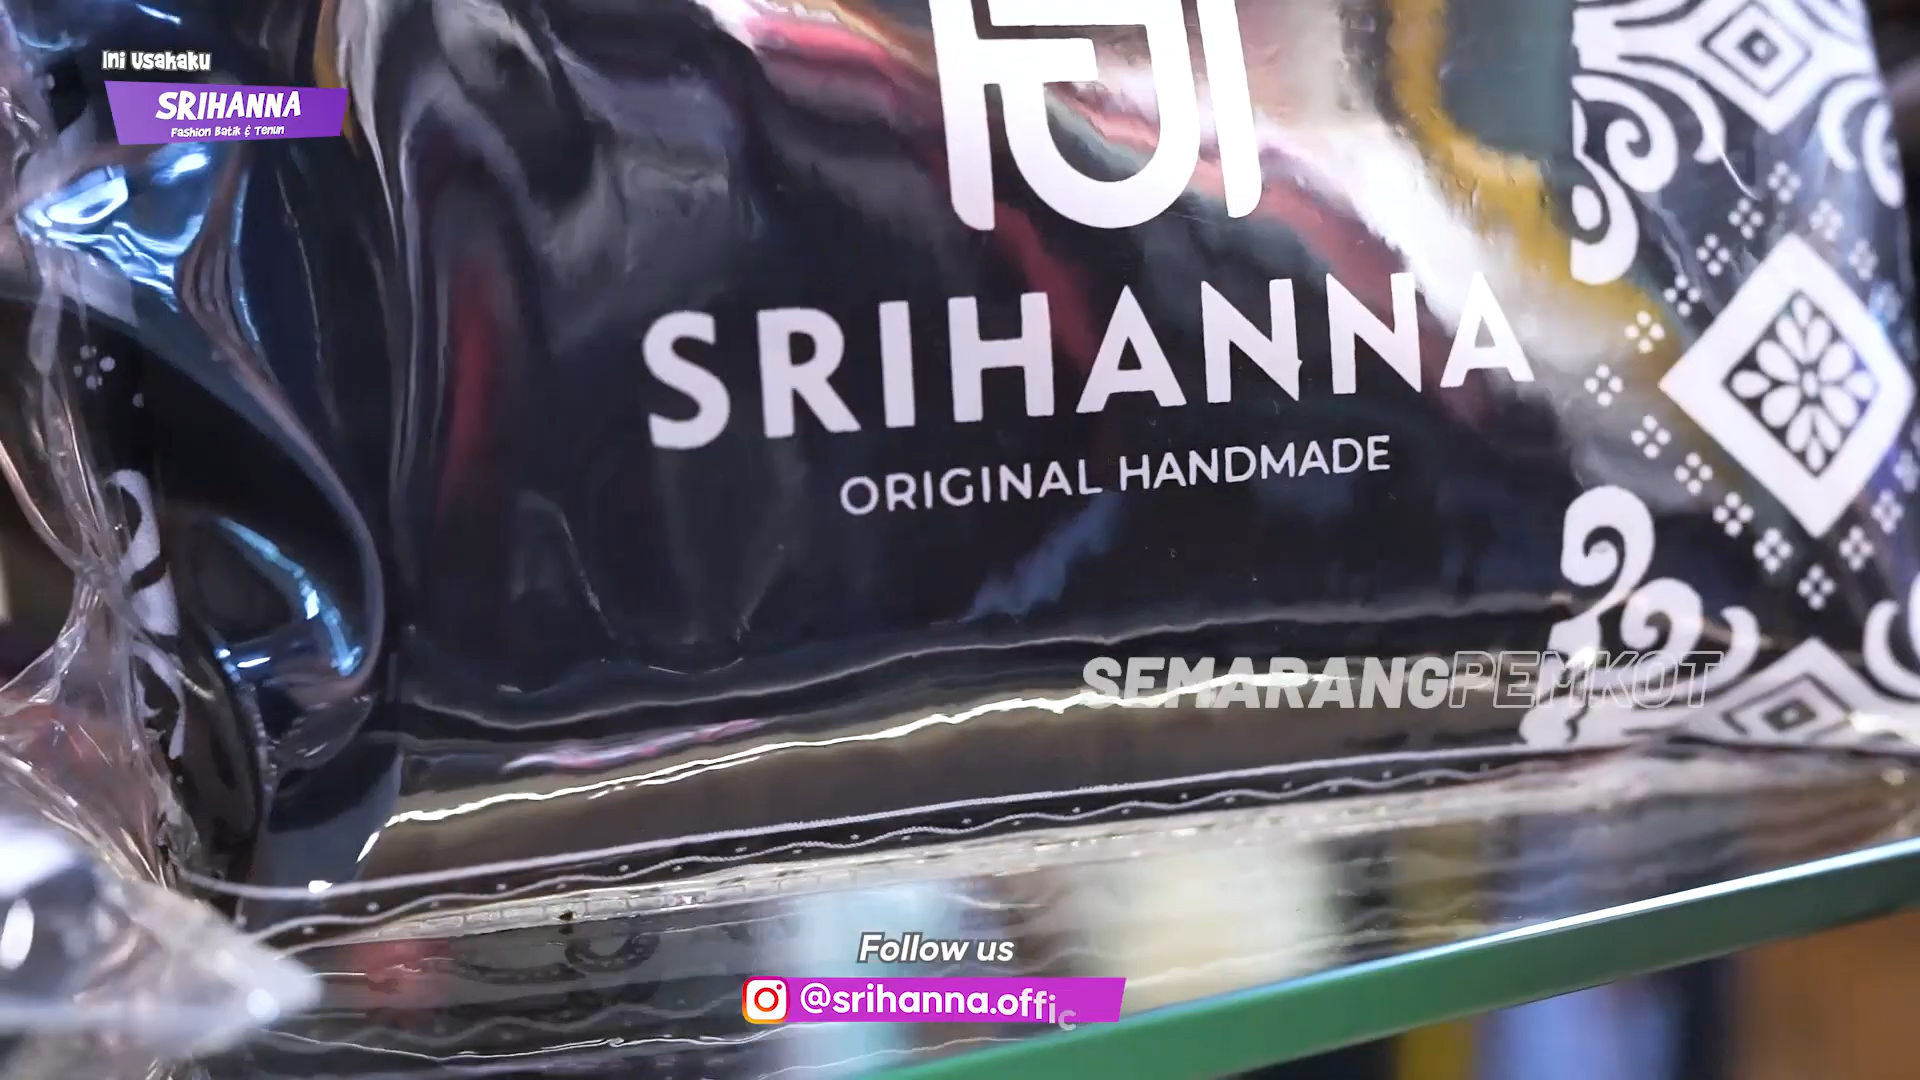 Ini Usahaku
SRIHANNA
Fashion Batik & Tenun
SRIHANNA
ORIGINAL HANDMADE
SEMARANGPEMKOT
Follow us
@srihanna.offic